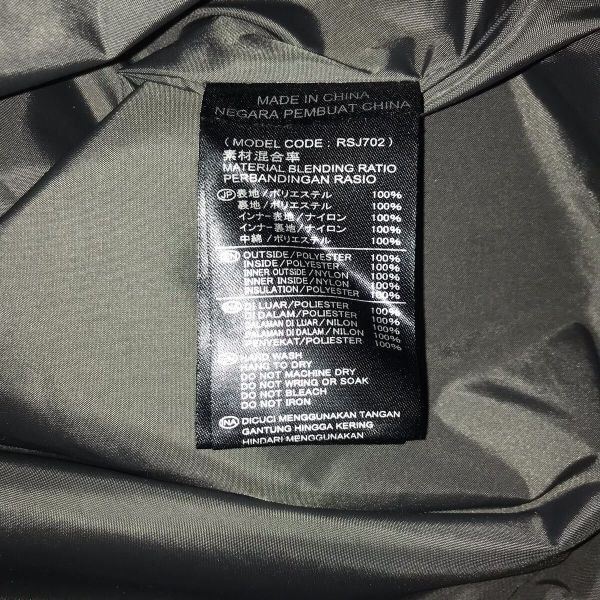 MADE IN CHINA
NEGARA PEMBUAT CHINA
( MODEL CODE : RSJ702 )
素材混合率
MATERIAL BLENDING RATIO
PERBANDINGAN RASIO
JP 表地/ポリエステル 100%
裏地/ポリエステル 100%
インナー表地/ナイロン 100%
インナー裏地/ナイロン 100%
中綿/ポリエステル 100%
EN OUTSIDE/POLYESTER 100%
INSIDE/POLYESTER 100%
INNER OUTSIDE/NYLON 100%
INNER INSIDE/NYLON 100%
INSULATION/POLYESTER 100%
INA DI LUAR/POLIESTER 100%
DI DALAM/POLIESTER 100%
DALAMAN DI LUAR/NILON 100%
DALAMAN DI DALAM/NILON 100%
PENYEKAT/POLIESTER 100%
EN HAND WASH
HANG TO DRY
DO NOT MACHINE DRY
DO NOT WRING OR SOAK
DO NOT BLEACH
DO NOT IRON
INA DICUCI MENGGUNAKAN TANGAN
GANTUNG HINGGA KERING
HINDARI MENGGUNAKAN